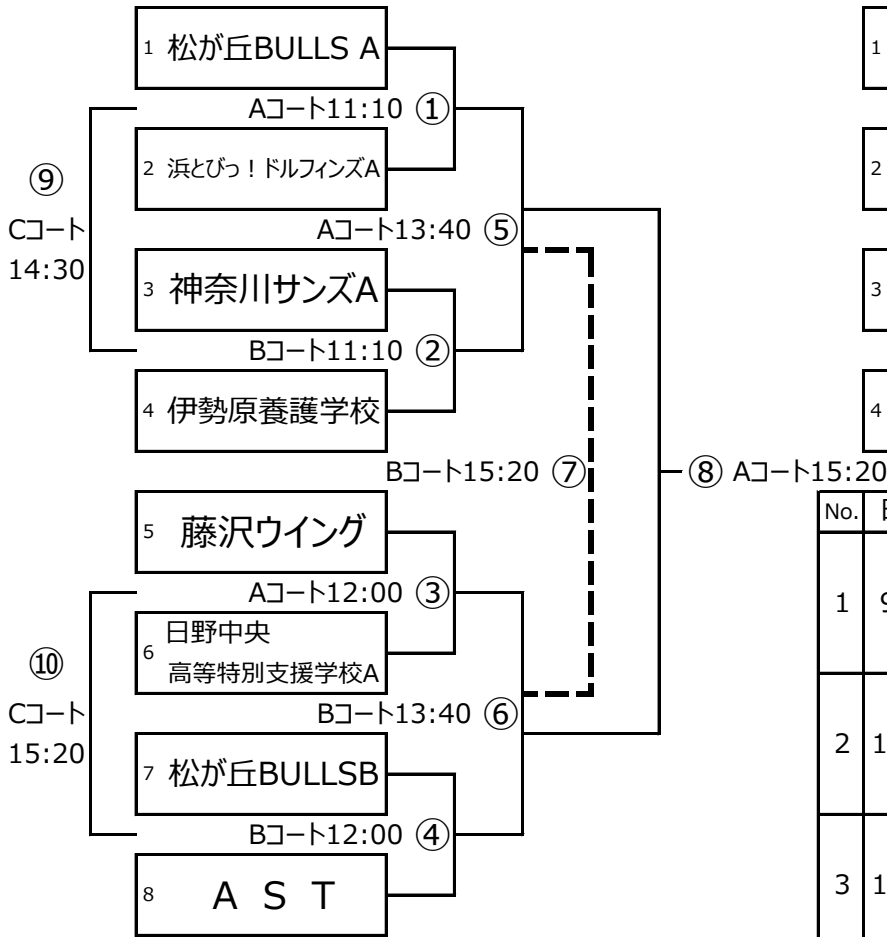 1 松が丘BULLS A
Aコート11:10 ①
2 浜とびっ！ドルフィンズA
⑨
Cコート
14:30
Aコート13:40 ⑤
3 神奈川サンズA
Bコート11:10 ②
4 伊勢原養護学校
Bコート15:20 ⑦
⑧ Aコート15:20
5 藤沢ウイング
Aコート12:00 ③
6 日野中央
高等特別支援学校A
⑩
Cコート
15:20
Bコート13:40 ⑥
7 松が丘BULLSB
Bコート12:00 ④
8 A S T
1
2
3
4
No.
1 9
2 1
3 1